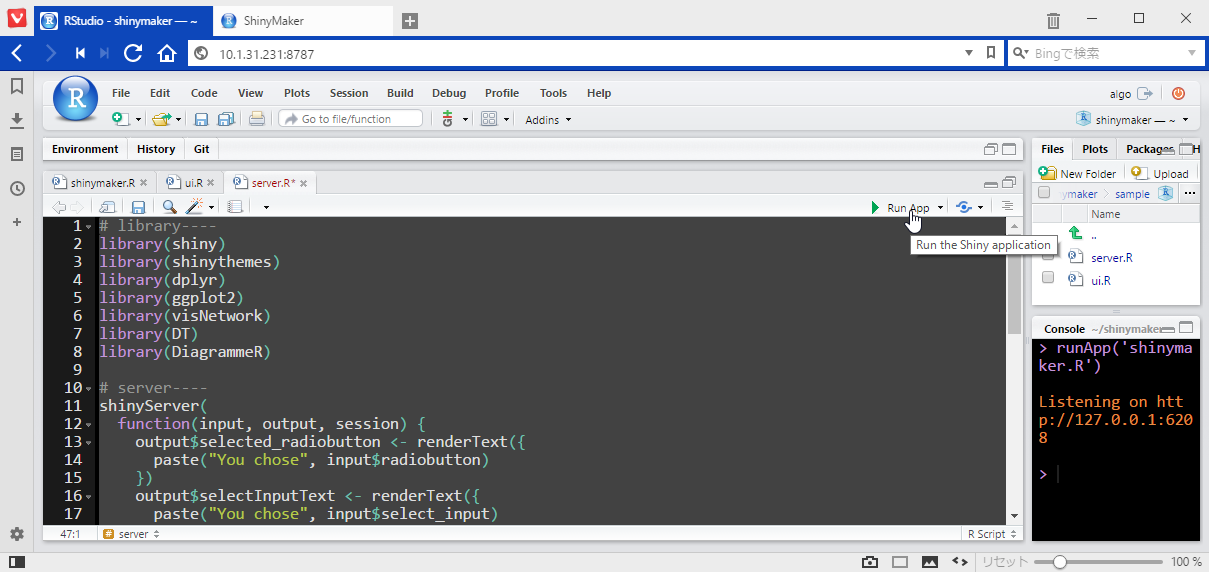 RStudio - shinymaker — ~
ShinyMaker
10.1.31.231:8787
Bingで検索
R
File Edit Code View Plots Session Build Debug Profile Tools Help
algo
Go to file/function
Addins
shinymaker — ~
Environment History Git
shinymaker.R
ui.R
server.R*
Run App
Run the Shiny application
1 # library----
2 library(shiny)
3 library(shinythemes)
4 library(dplyr)
5 library(ggplot2)
6 library(visNetwork)
7 library(DT)
8 library(DiagrammeR)
9
10 # server----
11 shinyServer(
12 function(input, output, session) {
13 output$selected_radiobutton <- renderText({
14 paste("You chose", input$radiobutton)
15 })
16 output$selectInputText <- renderText({
17 paste("You chose", input$select_input)
47:1
# server
R Script
Files Plots Packages H
New Folder Upload
ymaker sample
Name
..
server.R
ui.R
Console ~/shinymaker
> runApp('shinyma
ker.R')
Listening on htt
p://127.0.0.1:620
8
>
リセット
100 %